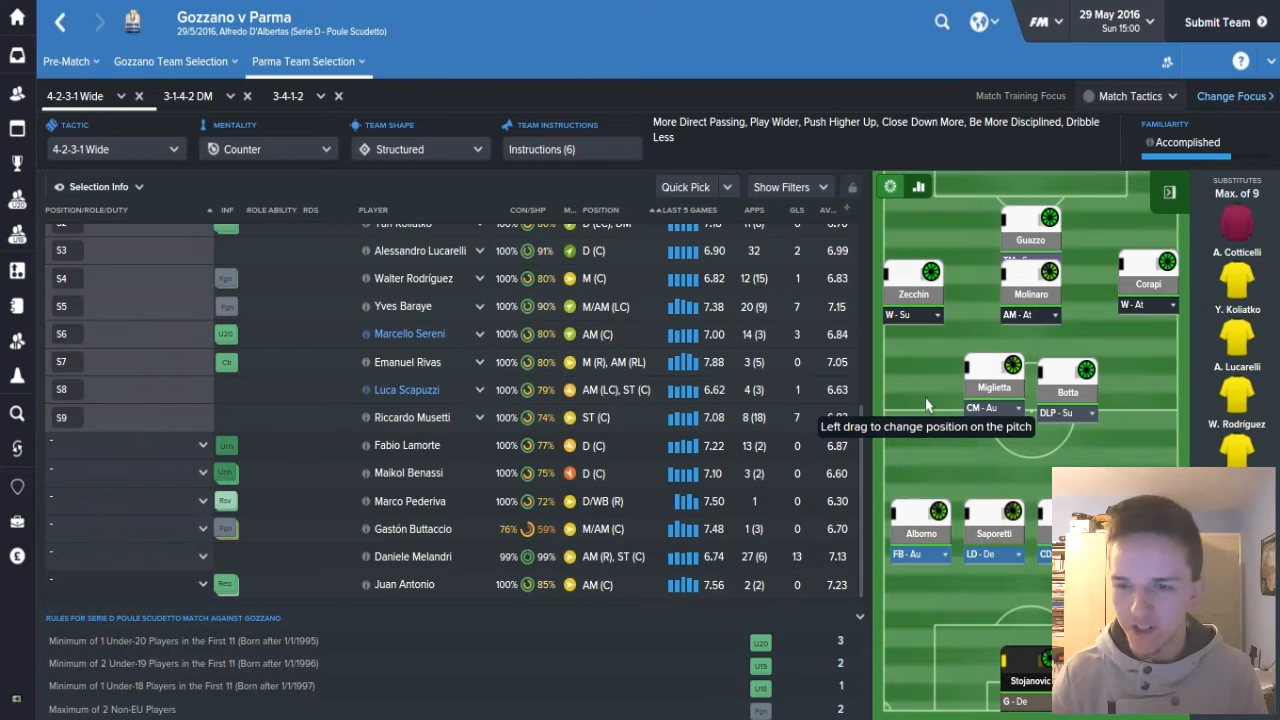 Gozzano v Parma
29/5/2016, Alfredo D'Albertas (Serie D - Poule Scudetto)
FM
29 May 2016
Sun 15:00
Submit Team
Pre-Match
Gozzano Team Selection
Parma Team Selection
?
4-2-3-1 Wide
3-1-4-2 DM
3-4-1-2
Match Training Focus
Match Tactics
Change Focus
TACTIC
MENTALITY
TEAM SHAPE
TEAM INSTRUCTIONS
More Direct Passing, Play Wider, Push Higher Up, Close Down More, Be More Disciplined, Dribble
Less
FAMILIARITY
4-2-3-1 Wide
Counter
Structured
Instructions (6)
Accomplished
Selection Info
Quick Pick
Show Filters
POSITION/ROLE/DUTY INF ROLE ABILITY RDS PLAYER CON/SHP M... POSITION LAST 5 GAMES APPS GLS AV...
S3 Alessandro Lucarelli 100% 91% D (C) 6.90 32 2 6.99
S4 Fgn Walter Rodríguez 100% 80% M (C) 6.82 12 (15) 1 6.83
S5 Fgn Yves Baraye 100% 90% M/AM (LC) 7.38 20 (9) 7 7.15
S6 U20 Marcello Sereni 100% 80% AM (C) 7.00 14 (3) 3 6.84
S7 Ctr Emanuel Rivas 100% 80% M (R), AM (RL) 7.88 3 (5) 0 7.05
S8 Luca Scapuzzi 100% 79% AM (LC), ST (C) 6.62 4 (3) 1 6.63
S9 Riccardo Musetti 100% 74% ST (C) 7.08 8 (18) 7
- Unh Fabio Lamorte 100% 77% D (C) 7.22 13 (2) 0 6.87
- Unh Maikol Benassi 100% 75% D (C) 7.10 3 (2) 0 6.60
- Rsv Marco Pederiva 100% 72% D/WB (R) 7.50 1 0 6.30
- Fgn Gastón Buttaccio 76% 59% M/AM (C) 7.48 1 (3) 0 6.70
- Daniele Melandri 99% 99% AM (R), ST (C) 6.74 27 (6) 13 7.13
- Req Juan Antonio 100% 85% AM (C) 7.56 2 (2) 0 7.23
RULES FOR SERIE D POULE SCUDETTO MATCH AGAINST GOZZANO
Minimum of 1 Under-20 Players in the First 11 (Born after 1/1/1995) U20 3
Minimum of 2 Under-19 Players in the First 11 (Born after 1/1/1996) U19 2
Minimum of 1 Under-18 Players in the First 11 (Born after 1/1/1997) U18 1
Maximum of 2 Non-EU Players Fgn 2
Guazzo
Zecchin
W - Su
Molinaro
AM - At
Corapi
W - At
Miglietta
CM - Au
Botta
DLP - Su
Left drag to change position on the pitch
Alborno
FB - Au
Saporetti
LD - De
Stojanovic
G - De
SUBSTITUTES
Max. of 9
A. Cotticelli
Y. Koliatko
A. Lucarelli
W. Rodríguez
U20
U18